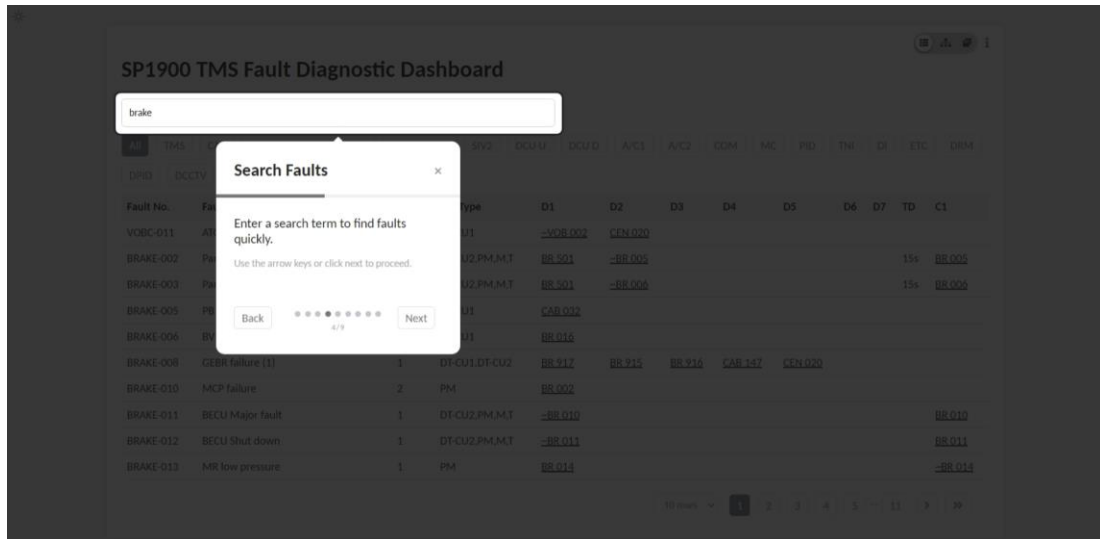 SP1900 TMS Fault Diagnostic Dashboard
brake
All TMS SIV2 DCU U DCU D A/C1 A/C2 COM MC PID TNI DI ETC DRM
DPID DCCTV
Search Faults ×
Enter a search term to find faults
quickly.
Use the arrow keys or click next to proceed.
Back 4/9 Next
Fault No. Type D1 D2 D3 D4 D5 D6 D7 TD C1
VOBC-011 ~VOB 002 CEN 020
BRAKE-002 BR 501 ~BR 005 15s BR 005
BRAKE-003 BR 501 ~BR 006 15s BR 006
BRAKE-005 CAB 032
BRAKE-006 BR 016
BRAKE-008 GEBR failure (1) 1 DT-CU1,DT-CU2 BR 917 BR 915 BR 916 CAB 147 CEN 020
BRAKE-010 MCP failure 2 PM BR 002
BRAKE-011 BECU Major fault 1 DT-CU2,PM,M,T ~BR 010 BR 010
BRAKE-012 BECU Shut down 1 DT-CU2,PM,M,T ~BR 011 BR 011
BRAKE-013 MR low pressure 1 PM BR 014 ~BR 014
10 rows 1 2 3 4 5 ... 11